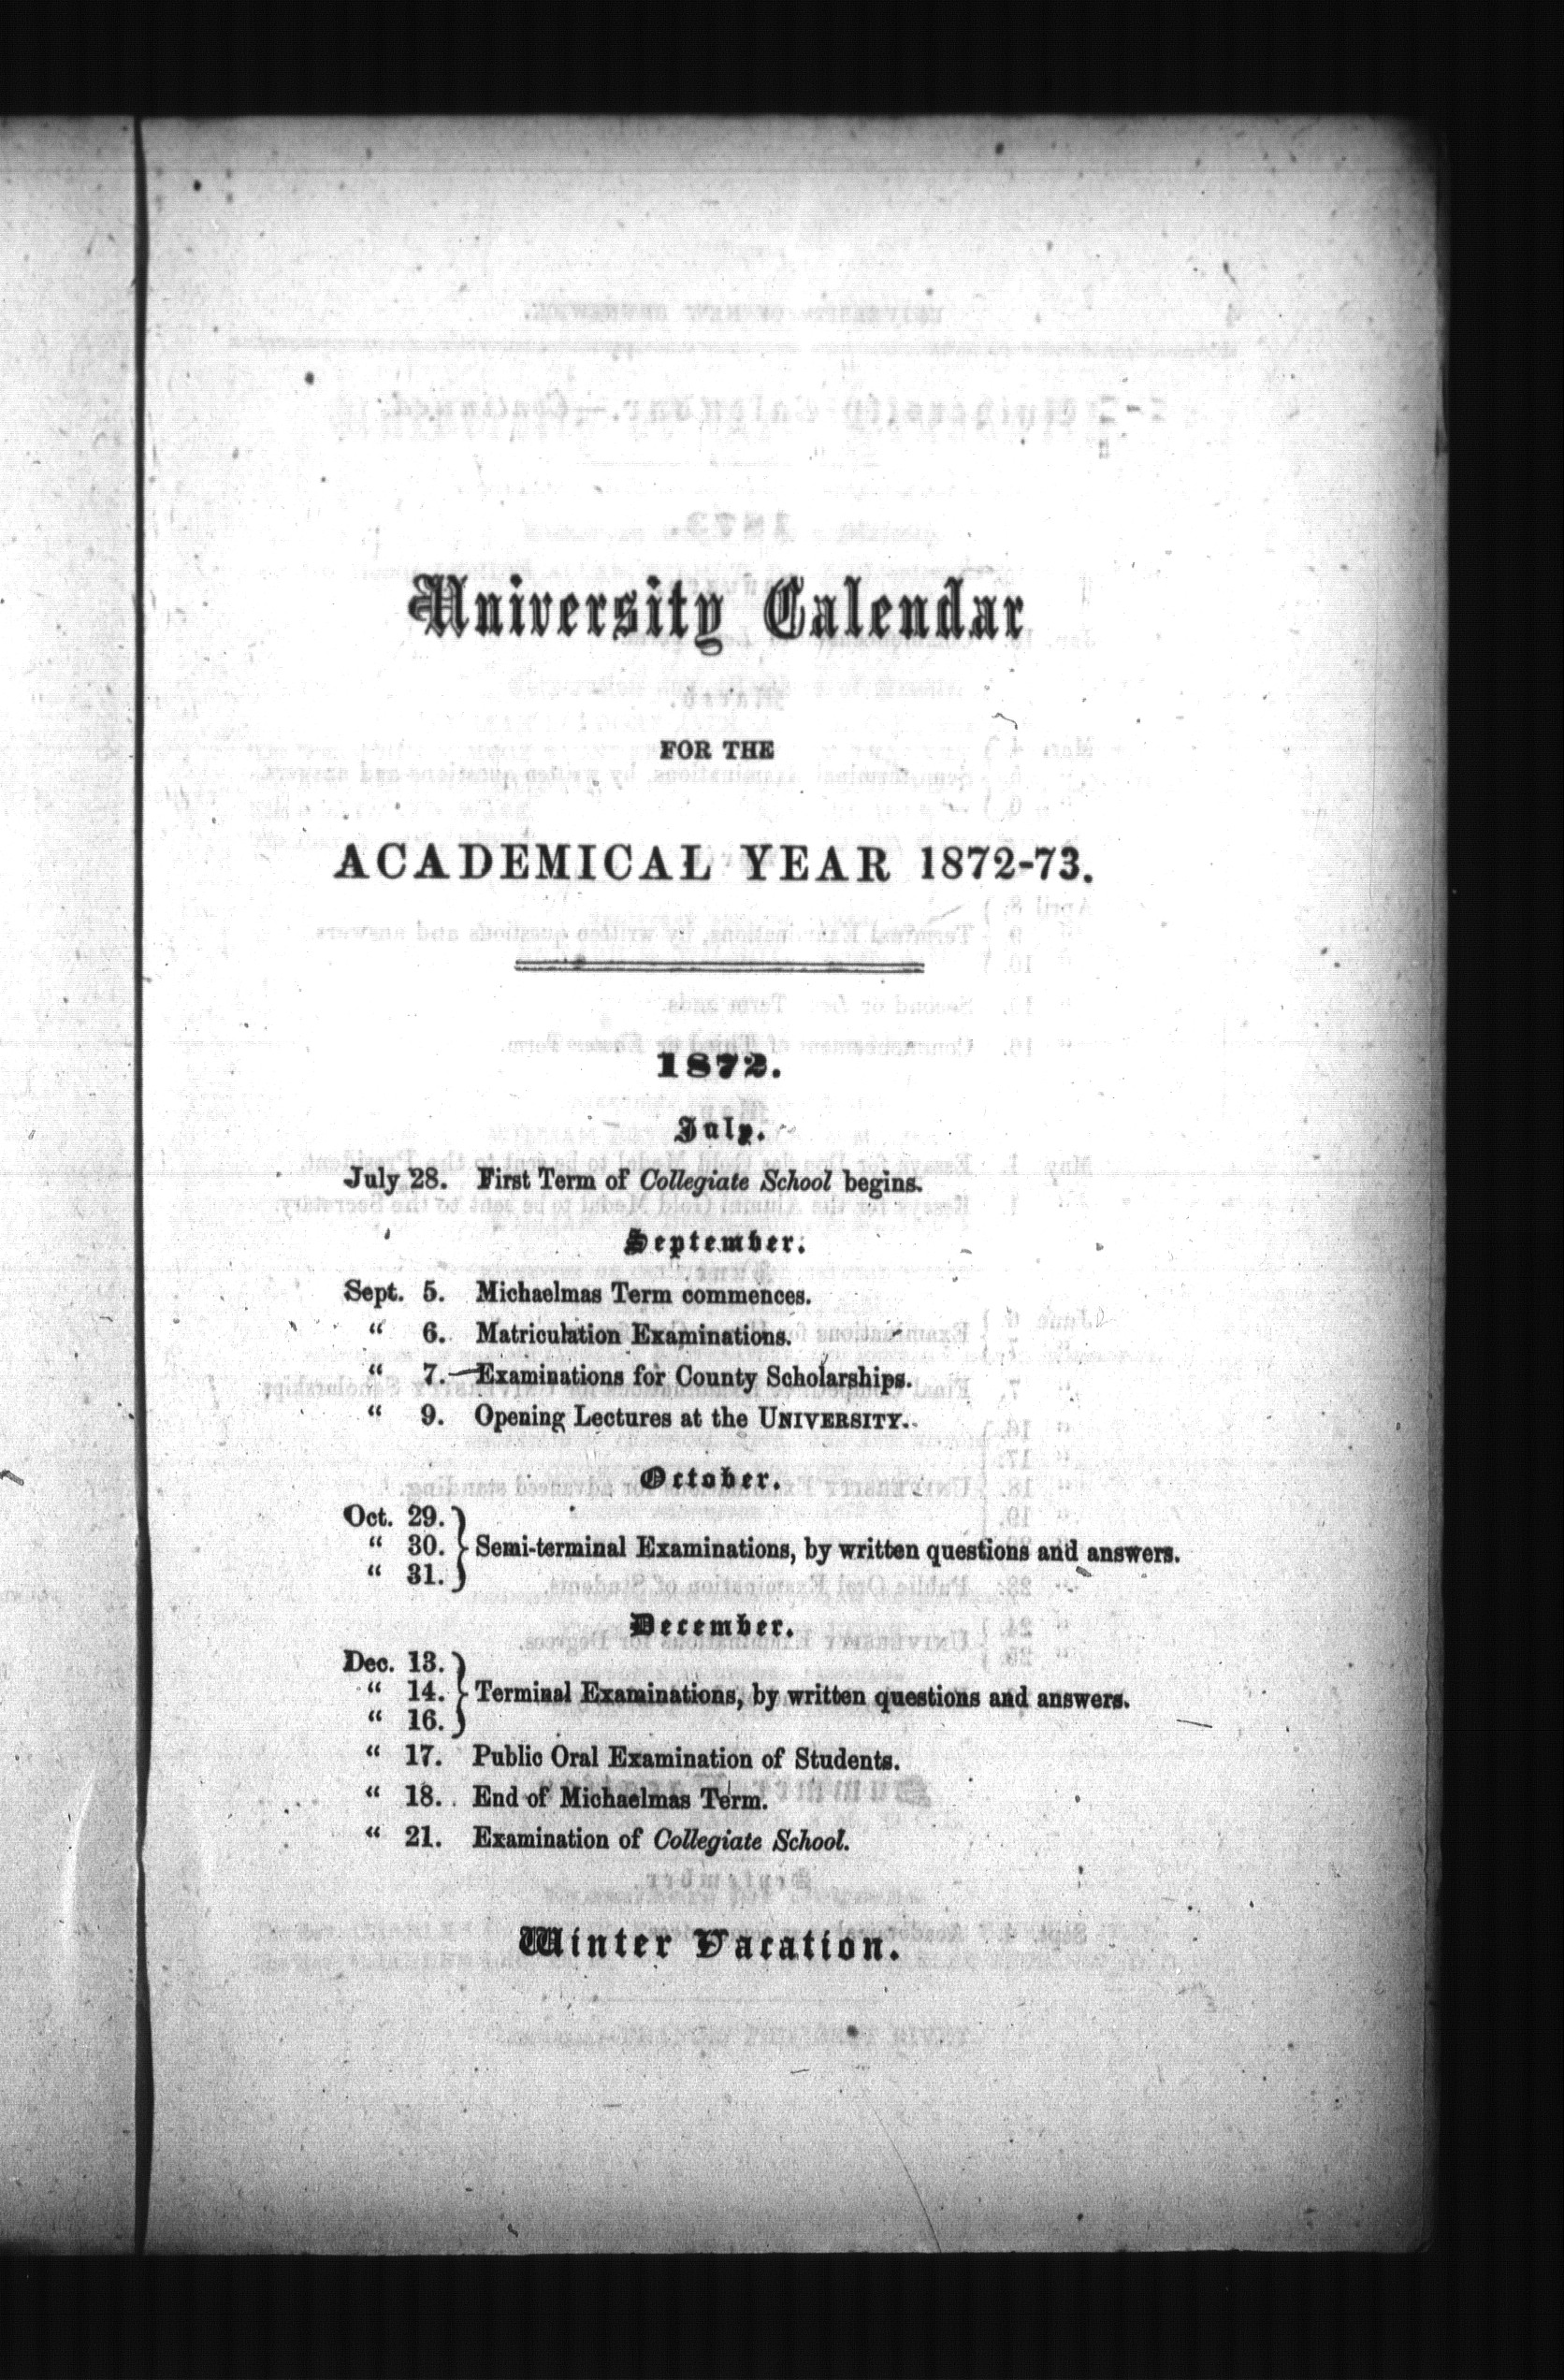 University Calendar
FOR THE
ACADEMICAL YEAR 1872-73.
1872.
July.
July 28. First Term of Collegiate School begins.
September.
Sept. 5. Michaelmas Term commences.
“ 6. Matriculation Examinations.
“ 7. Examinations for County Scholarships.
“ 9. Opening Lectures at the UNIVERSITY.
October.
Oct. 29.
“ 30. } Semi-terminal Examinations, by written questions and answers.
“ 31.
December.
Dec. 13.
“ 14. } Terminal Examinations, by written questions and answers.
“ 16.
“ 17. Public Oral Examination of Students.
“ 18. End of Michaelmas Term.
“ 21. Examination of Collegiate School.
Winter Vacation.